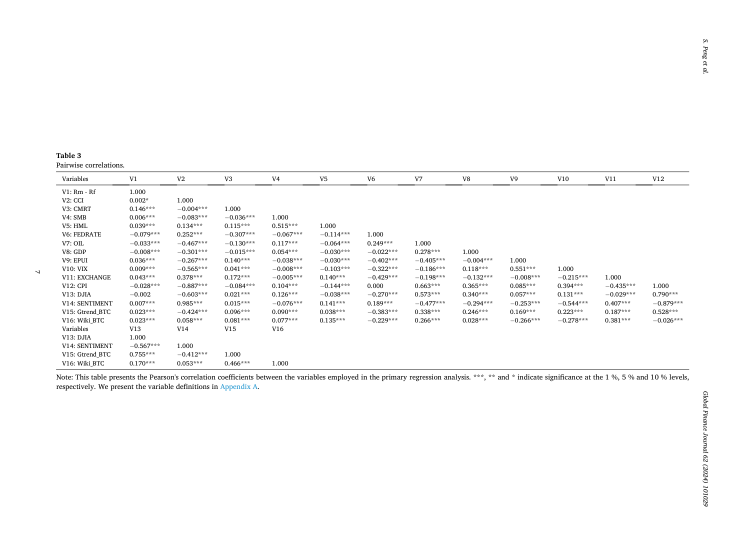 S. Peng et al.
Table 3
Pairwise correlations.
Variables V1 V2 V3 V4 V5 V6 V7 V8 V9 V10 V11 V12
V1: Rm - Rf 1.000
V2: CCI 0.002* 1.000
V3: CMRT 0.146*** −0.004*** 1.000
V4: SMB 0.006*** −0.083*** −0.036*** 1.000
V5: HML 0.039*** 0.134*** 0.115*** 0.515*** 1.000
V6: FEDRATE −0.079*** 0.252*** −0.307*** −0.067*** −0.114*** 1.000
V7: OIL −0.033*** −0.467*** −0.130*** 0.117*** −0.064*** 0.249*** 1.000
V8: GDP −0.008*** −0.301*** −0.015*** 0.054*** −0.030*** −0.022*** 0.278*** 1.000
V9: EPUI 0.036*** −0.267*** 0.140*** −0.038*** −0.030*** −0.402*** −0.405*** −0.004*** 1.000
V10: VIX 0.009*** −0.565*** 0.041*** −0.008*** −0.103*** −0.322*** −0.186*** 0.118*** 0.551*** 1.000
V11: EXCHANGE 0.043*** 0.378*** 0.172*** −0.005*** 0.140*** −0.429*** −0.198*** −0.132*** −0.008*** −0.215*** 1.000
V12: CPI −0.028*** −0.887*** −0.084*** 0.104*** −0.144*** 0.000 0.663*** 0.365*** 0.085*** 0.394*** −0.435*** 1.000
V13: DJIA −0.002 −0.603*** 0.021*** 0.126*** −0.038*** −0.270*** 0.573*** 0.340*** 0.057*** 0.131*** −0.029*** 0.790***
V14: SENTIMENT 0.007*** 0.985*** 0.015*** −0.076*** 0.141*** 0.189*** −0.477*** −0.294*** −0.253*** −0.544*** 0.407*** −0.879***
V15: Gtrend_BTC 0.023*** −0.424*** 0.096*** 0.090*** 0.038*** −0.383*** 0.338*** 0.246*** 0.169*** 0.223*** 0.187*** 0.528***
V16: Wiki_BTC 0.023*** 0.058*** 0.081*** 0.077*** 0.135*** −0.229*** 0.266*** 0.028*** −0.266*** −0.278*** 0.381*** −0.026***
Variables V13 V14 V15 V16
V13: DJIA 1.000
V14: SENTIMENT −0.567*** 1.000
V15: Gtrend_BTC 0.755*** −0.412*** 1.000
V16: Wiki_BTC 0.170*** 0.053*** 0.466*** 1.000
Note: This table presents the Pearson's correlation coefficients between the variables employed in the primary regression analysis. ***, ** and * indicate significance at the 1 %, 5 % and 10 % levels,
respectively. We present the variable definitions in Appendix A.
7
Global Finance Journal 62 (2024) 101029